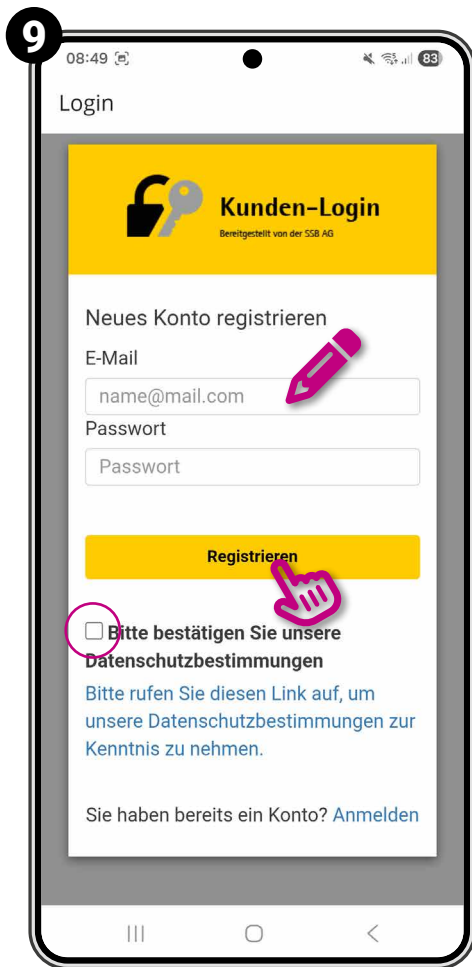 9
08:49
83
Login
Kunden-Login
Bereitgestellt von der SSB AG
Neues Konto registrieren
E-Mail
name@mail.com
Passwort
Passwort
Registrieren
Bitte bestätigen Sie unsere
Datenschutzbestimmungen
Bitte rufen Sie diesen Link auf, um
unsere Datenschutzbestimmungen zur
Kenntnis zu nehmen.
Sie haben bereits ein Konto? Anmelden